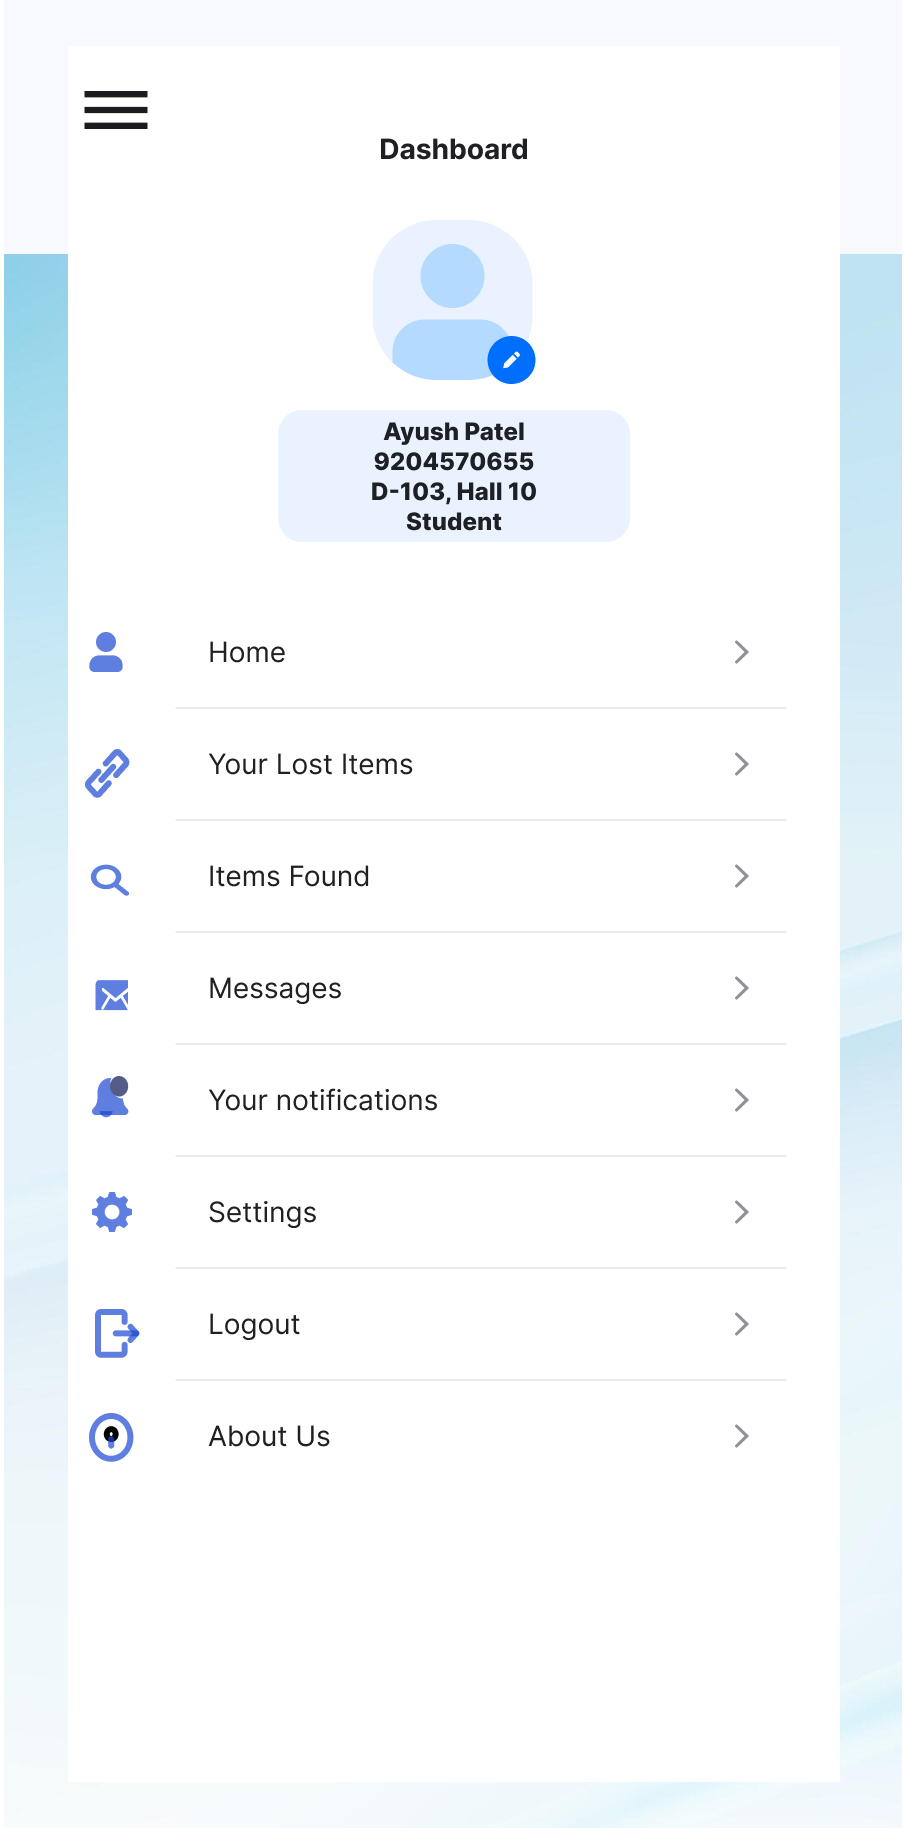 Dashboard
Ayush Patel
9204570655
D-103, Hall 10
Student
Home
Your Lost Items
Items Found
Messages
Your notifications
Settings
Logout
About Us